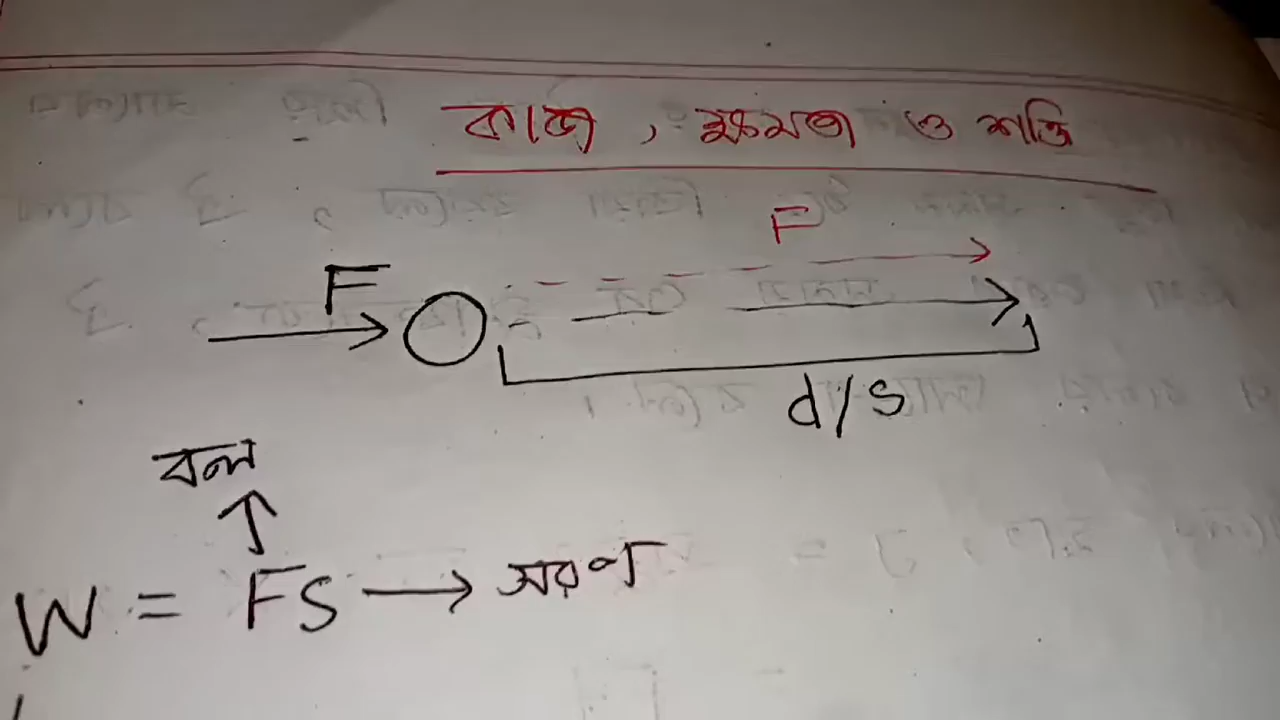 কাজ, ক্ষমতা ও শক্তি
F
F
d/s
বল
W = FS → সরণ